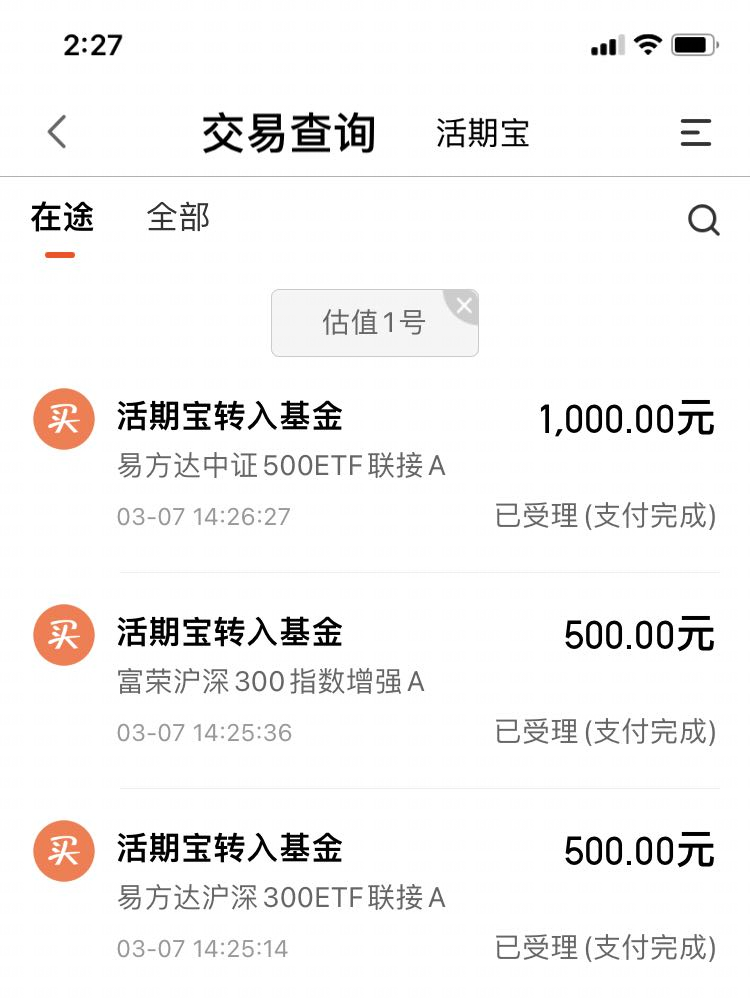 2:27
交易查询 活期宝
在途 全部
估值1号
买 活期宝转入基金 1,000.00元
易方达中证500ETF联接A
03-07 14:26:27 已受理(支付完成)
买 活期宝转入基金 500.00元
富荣沪深300指数增强A
03-07 14:25:36 已受理(支付完成)
买 活期宝转入基金 500.00元
易方达沪深300ETF联接A
03-07 14:25:14 已受理(支付完成)